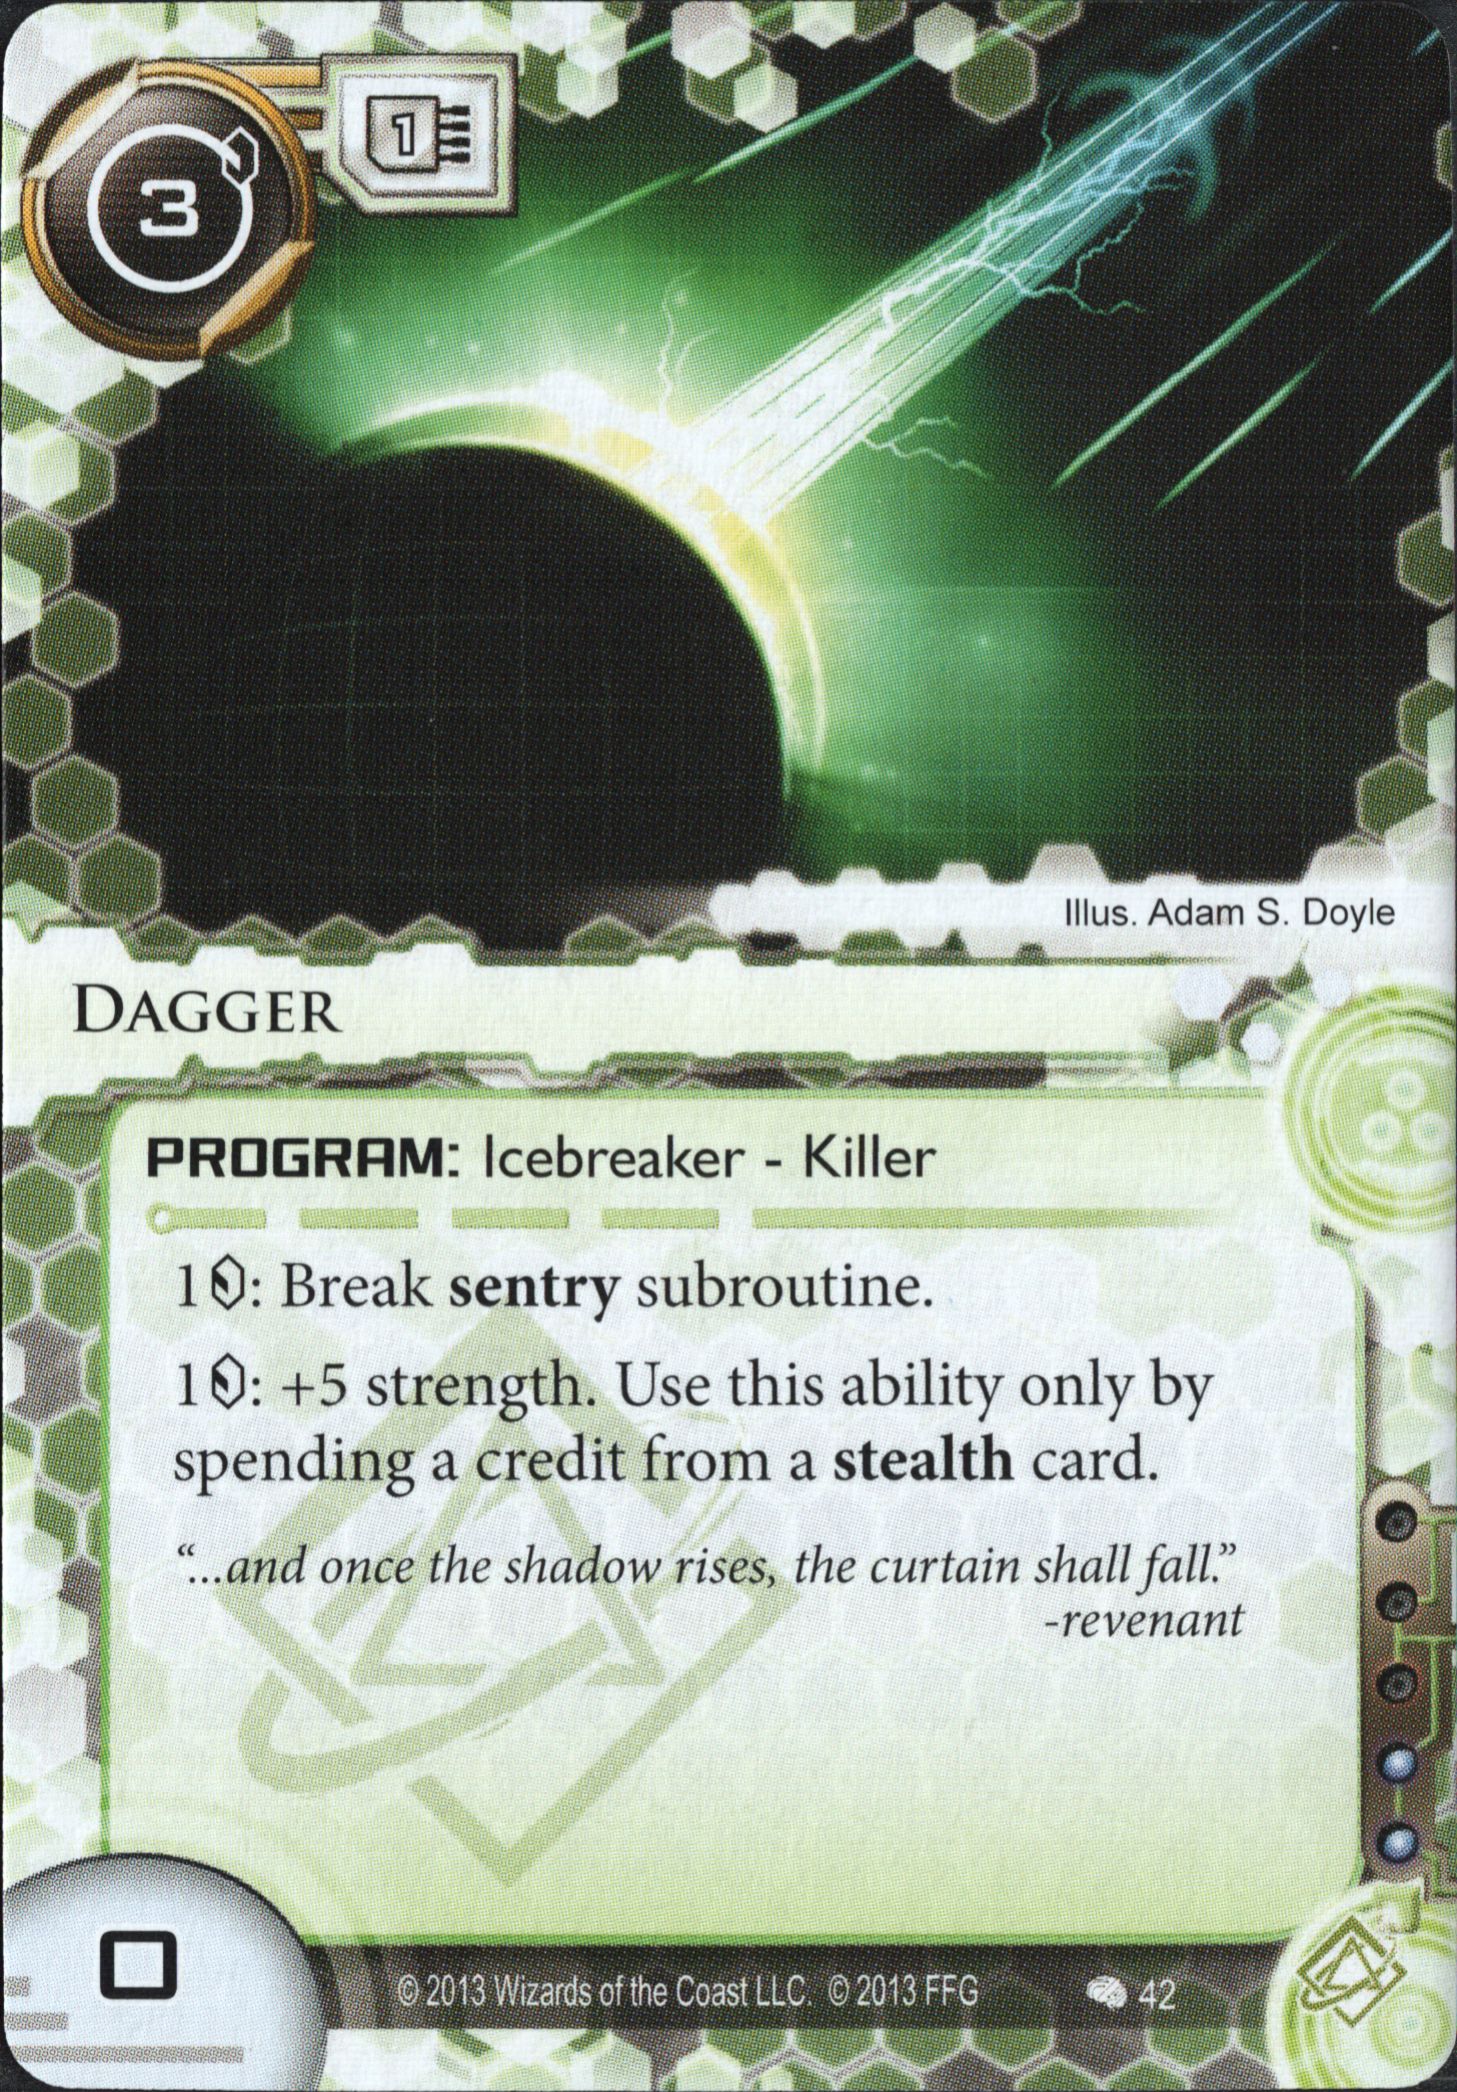 3
1
Illus. Adam S. Doyle
DAGGER
PROGRAM: Icebreaker - Killer
1: Break sentry subroutine.
1: +5 strength. Use this ability only by
spending a credit from a stealth card.
“...and once the shadow rises, the curtain shall fall.”
-revenant
0
© 2013 Wizards of the Coast LLC. © 2013 FFG
42